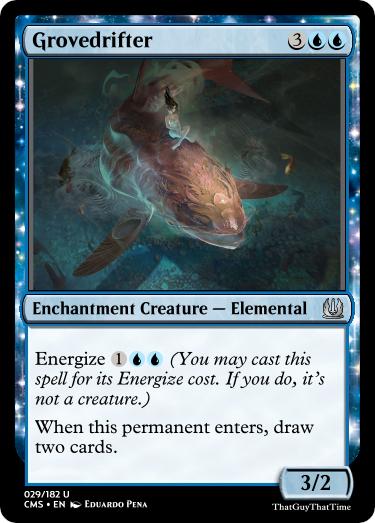 Grovedrifter 3
Enchantment Creature — Elemental
Energize 1 (You may cast this
spell for its Energize cost. If you do, it's
not a creature.)
When this permanent enters, draw
two cards.
3/2
029/182 U
CMS • EN Eduardo Pena
ThatGuyThatTime